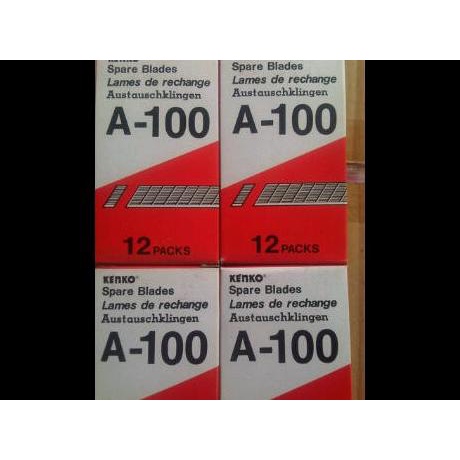 KENKO
Spare Blades
Lames de rechange
Austauschklingen
A-100
12 PACKS
Spare Blades
Lames de rechange
Austauschklingen
A-100
12 PACKS
KENKO®
Spare Blades
Lames de rechange
Austauschklingen
A-100
KENKO®
Spare Blades
Lames de rechange
Austauschklingen
A-100